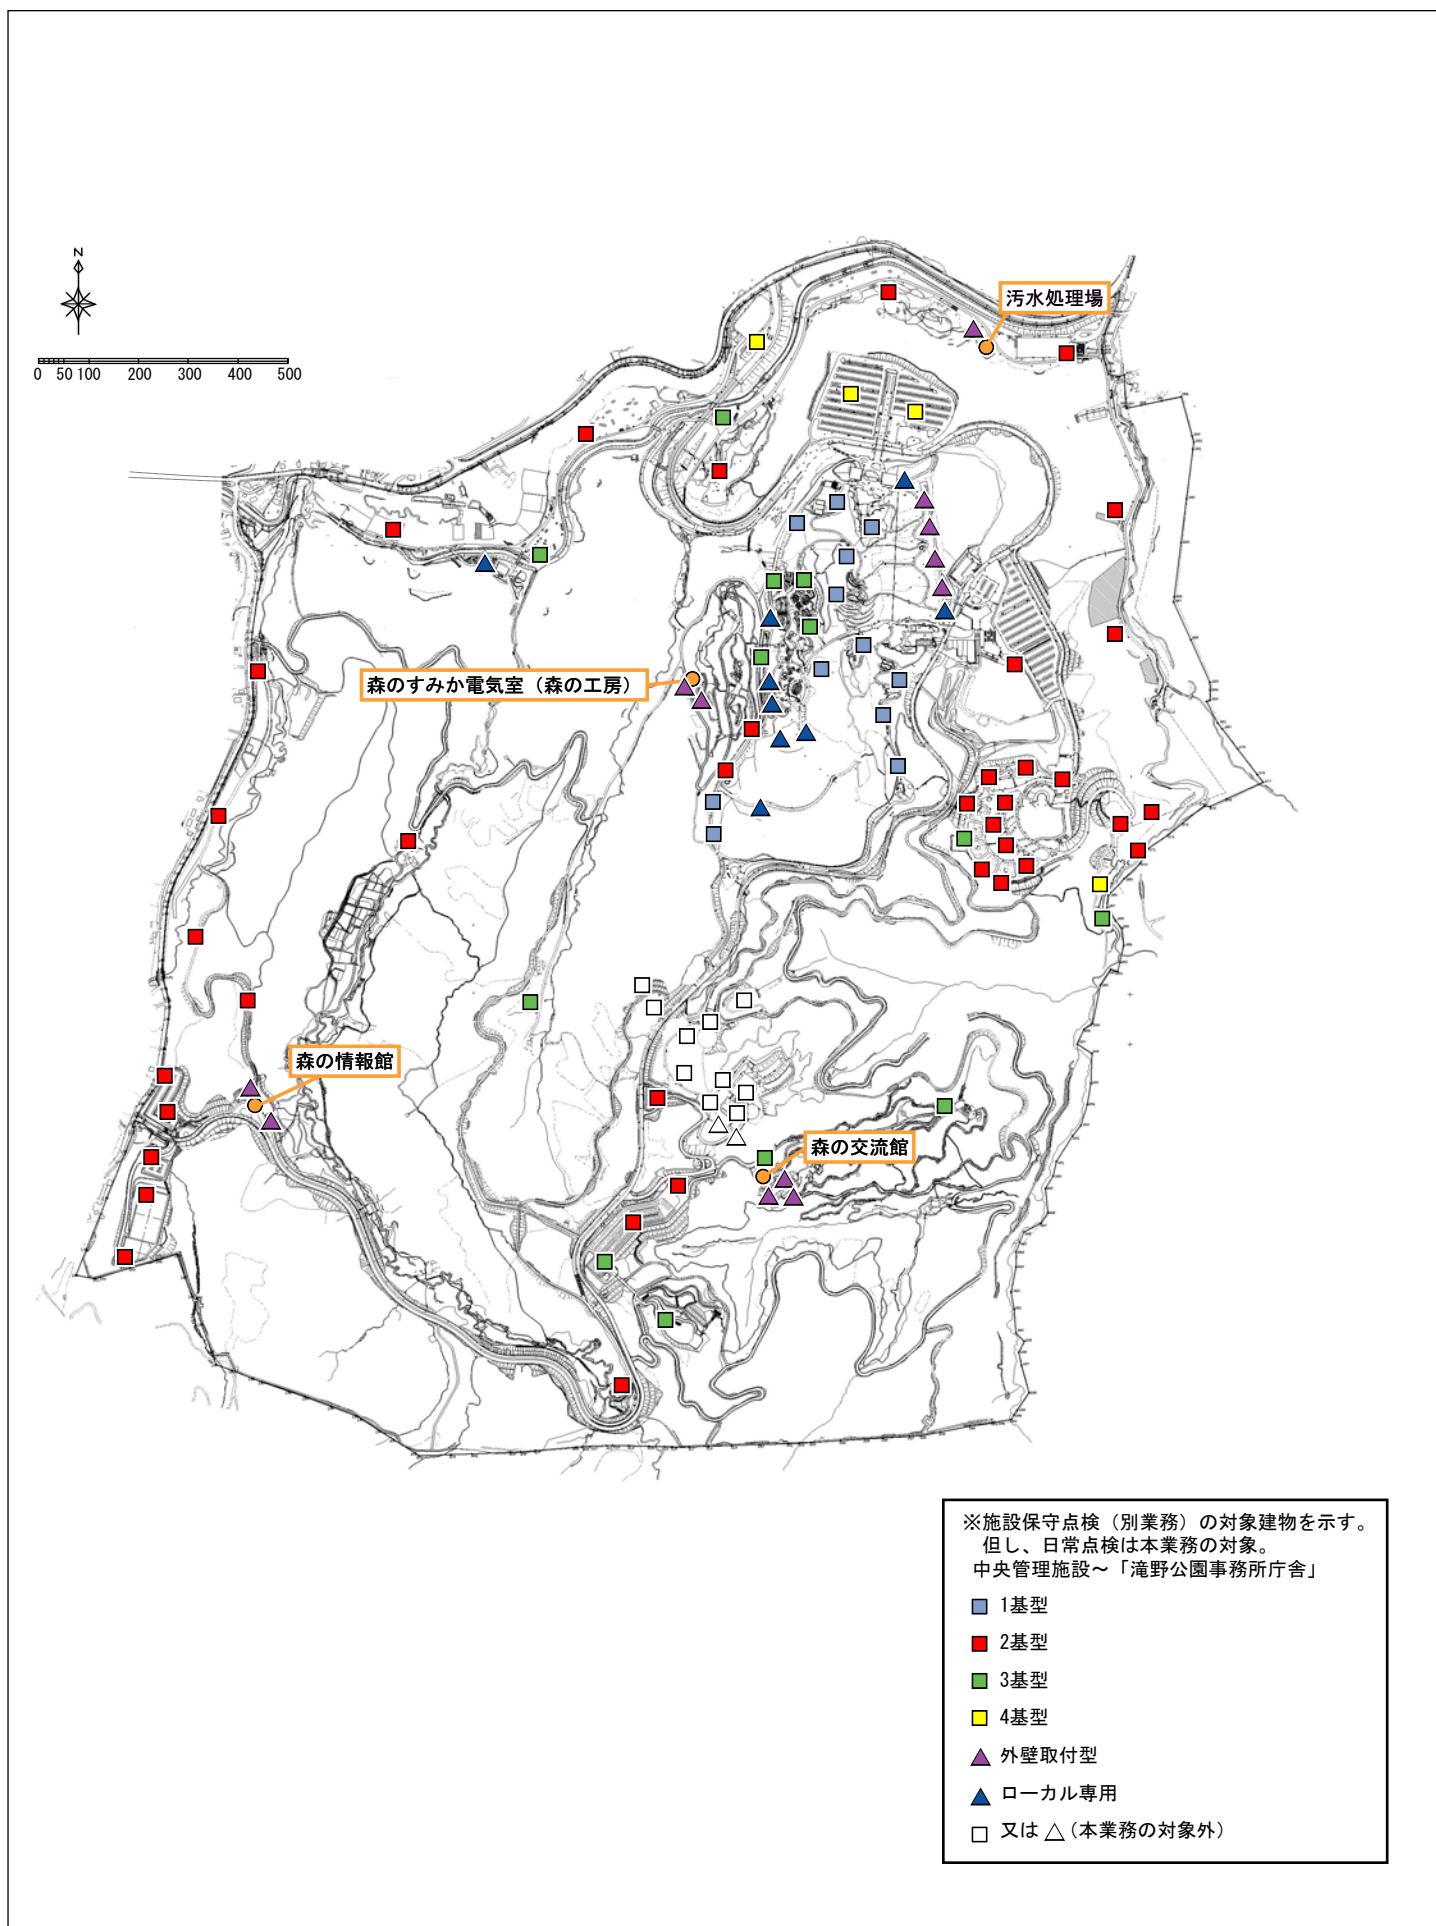 N
0 50 100 200 300 400 500
汚水処理場
森のすみか電気室（森の工房）
森の情報館
森の交流館
※施設保守点検（別業務）の対象建物を示す。
但し、日常点検は本業務の対象。
中央管理施設～「滝野公園事務所庁舎」
1基型
2基型
3基型
4基型
外壁取付型
ローカル専用
又は △（本業務の対象外）